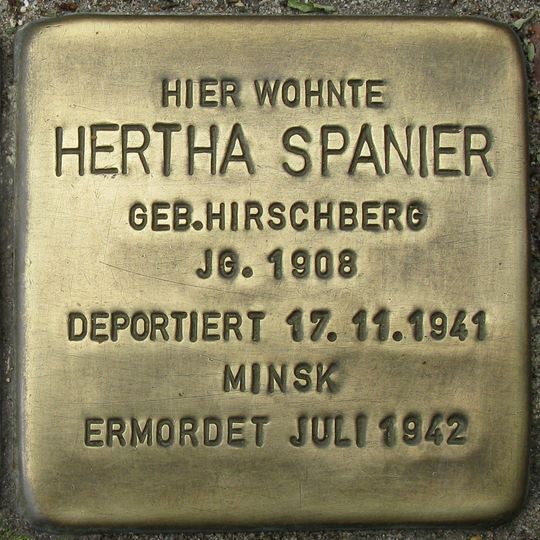 HIER WOHNTE
HERTHA SPANIER
GEB.HIRSCHBERG
JG. 1908
DEPORTIERT 17. 11.1941
MINSK
ERMORDET JULI 1942